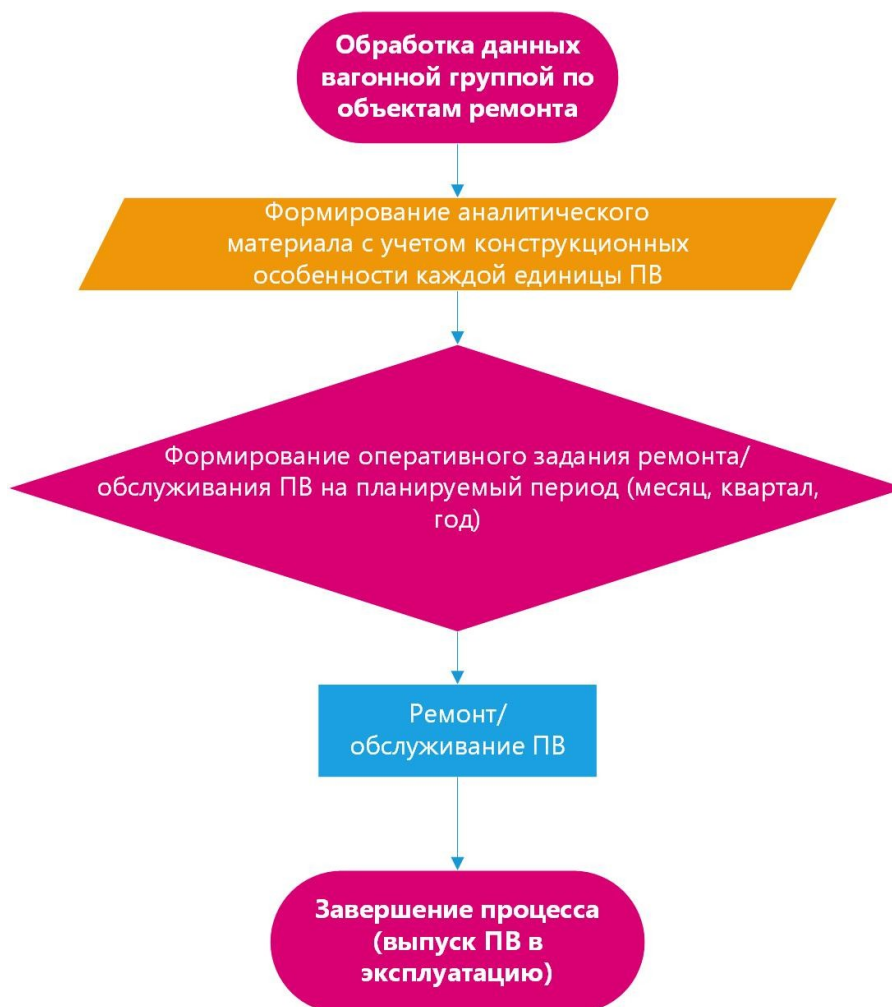 Обработка данных
вагонной группой по
объектам ремонта
Формирование аналитического
материала с учетом конструкционных
особенности каждой единицы ПВ
Формирование оперативного задания ремонта/
обслуживания ПВ на планируемый период (месяц, квартал,
год)
Ремонт/
обслуживание ПВ
Завершение процесса
(выпуск ПВ в
эксплуатацию)